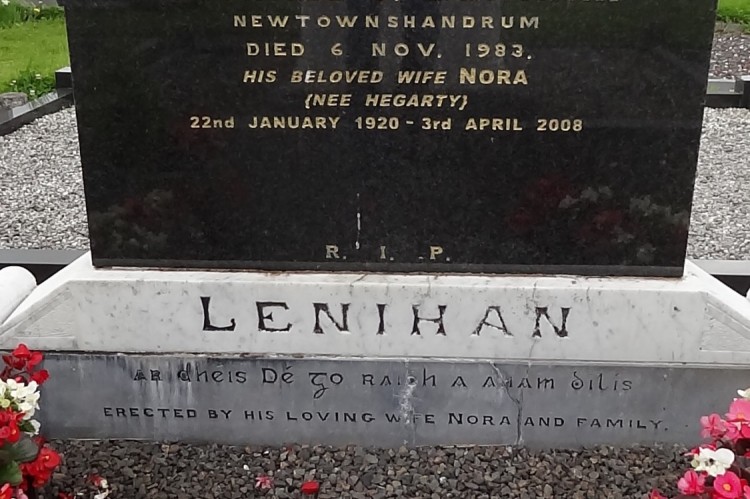 NEWTOWNSHANDRUM
DIED 6 NOV. 1983.
HIS BELOVED WIFE NORA
(NEE HEGARTY)
22nd JANUARY 1920 - 3rd APRIL 2008
R. I. P.
LENIHAN
AR dheis Dé go RAibh A AnAm dílis
ERECTED BY HIS LOVING WIFE NORA AND FAMILY.